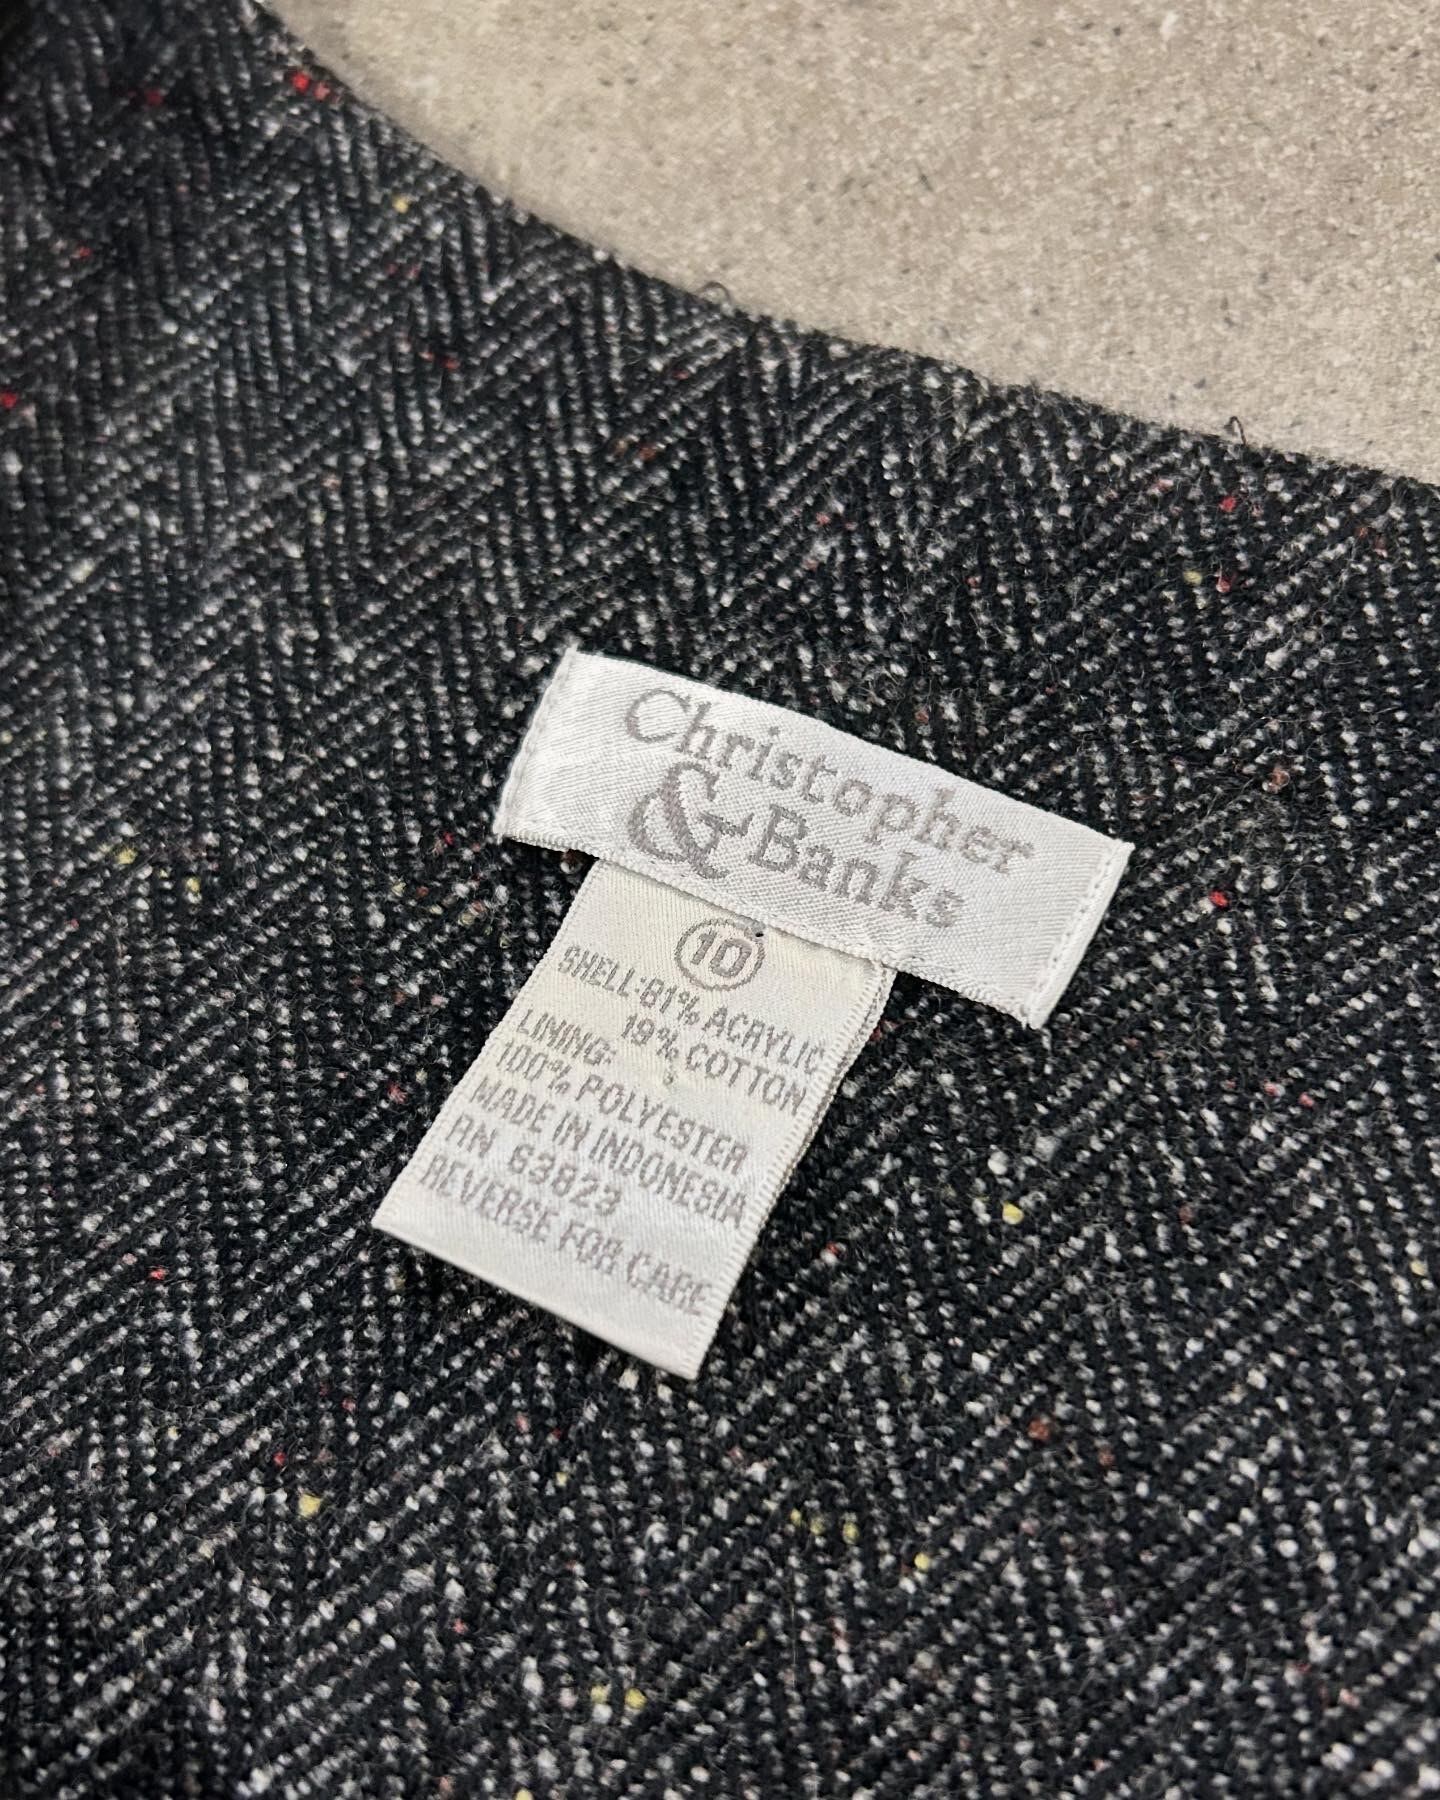 Christopher
& Banks
10
SHELL: 81% ACRYLIC
19% COTTON
LINING:
100% POLYESTER
MADE IN INDONESIA
RN 63823
REVERSE FOR CARE